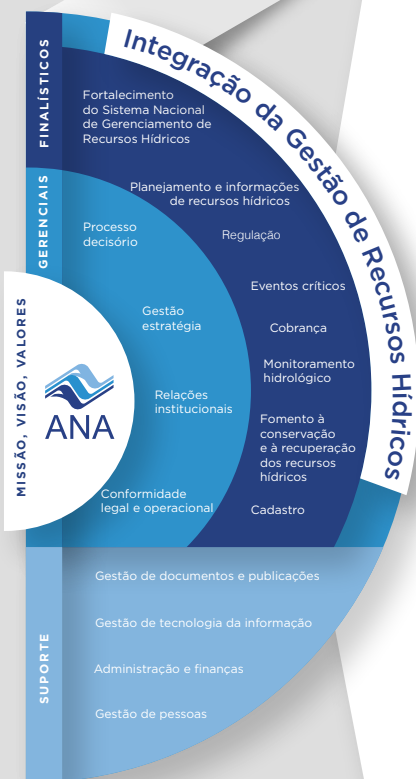 Integração da Gestão de Recursos Hídricos
FINALÍSTICOS
Fortalecimento
do Sistema Nacional
de Gerenciamento de
Recursos Hídricos
Planejamento e informações
de recursos hídricos
Regulação
Eventos críticos
Cobrança
Monitoramento
hidrológico
Fomento à
conservação
e à recuperação
dos recursos
hídricos
Cadastro
GERENCIAIS
Processo
decisório
Gestão
estratégia
Relações
institucionais
Conformidade
legal e operacional
MISSÃO, VISÃO, VALORES
ANA
SUPORTE
Gestão de documentos e publicações
Gestão de tecnologia da informação
Administração e finanças
Gestão de pessoas